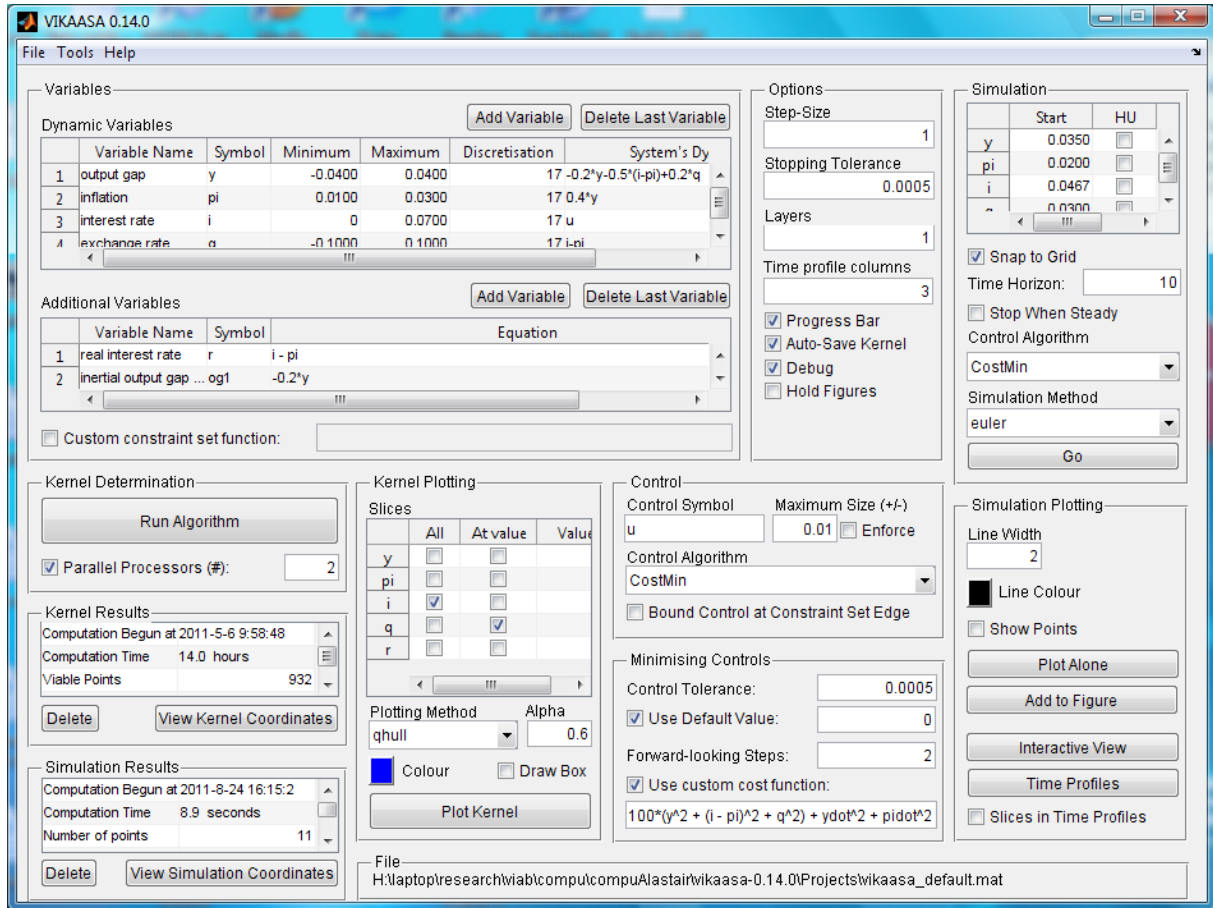 VIKAASA 0.14.0
File Tools Help
Variables
Dynamic Variables
Add Variable Delete Last Variable
Variable Name Symbol Minimum Maximum Discretisation System's Dy
1 output gap y -0.0400 0.0400 17 -0.2*y-0.5*(i-pi)+0.2*q
2 inflation pi 0.0100 0.0300 17 0.4*y
3 interest rate i 0 0.0700 17 u
4 exchange rate q -0.1000 0.1000 17 i-pi
Additional Variables
Add Variable Delete Last Variable
Variable Name Symbol Equation
1 real interest rate r i - pi
2 inertial output gap ... og1 -0.2*y
Custom constraint set function:
Options
Step-Size
1
Stopping Tolerance
0.0005
Layers
1
Time profile columns
3
Progress Bar
Auto-Save Kernel
Debug
Hold Figures
Simulation
Start HU
y 0.0350
pi 0.0200
i 0.0467
q 0.0300
Snap to Grid
Time Horizon: 10
Stop When Steady
Control Algorithm
CostMin
Simulation Method
euler
Go
Kernel Determination
Run Algorithm
Parallel Processors (#): 2
Kernel Results
Computation Begun at 2011-5-6 9:58:48
Computation Time 14.0 hours
Viable Points 932
Delete View Kernel Coordinates
Simulation Results
Computation Begun at 2011-8-24 16:15:2
Computation Time 8.9 seconds
Number of points 11
Delete View Simulation Coordinates
Kernel Plotting
Slices
All At value Value
y
pi
i
q
r
Plotting Method Alpha
qhull 0.6
Colour Draw Box
Plot Kernel
Control
Control Symbol Maximum Size (+/-)
u 0.01 Enforce
Control Algorithm
CostMin
Bound Control at Constraint Set Edge
Minimising Controls
Control Tolerance: 0.0005
Use Default Value: 0
Forward-looking Steps: 2
Use custom cost function:
100*(y^2 + (i - pi)^2 + q^2) + ydot^2 + pidot^2
Simulation Plotting
Line Width
2
Line Colour
Show Points
Plot Alone
Add to Figure
Interactive View
Time Profiles
Slices in Time Profiles
File
H:\laptop\research\viab\compu\compuAlastair\vikaasa-0.14.0\Projects\vikaasa_default.mat